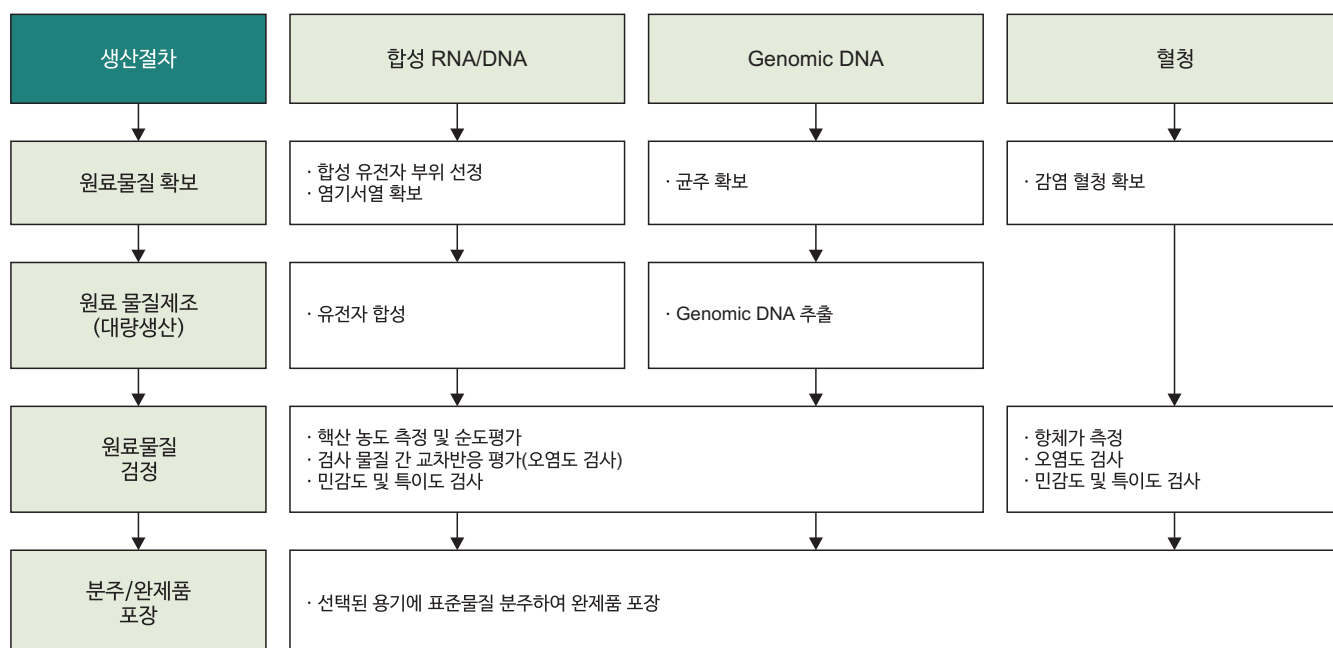 생산절차
합성 RNA/DNA
Genomic DNA
혈청
원료물질 확보
· 합성 유전자 부위 선정
· 염기서열 확보
· 균주 확보
· 감염 혈청 확보
원료 물질제조
(대량생산)
· 유전자 합성
· Genomic DNA 추출
원료물질
검정
· 핵산 농도 측정 및 순도평가
· 검사 물질 간 교차반응 평가(오염도 검사)
· 민감도 및 특이도 검사
· 항체가 측정
· 오염도 검사
· 민감도 및 특이도 검사
분주/완제품
포장
· 선택된 용기에 표준물질 분주하여 완제품 포장